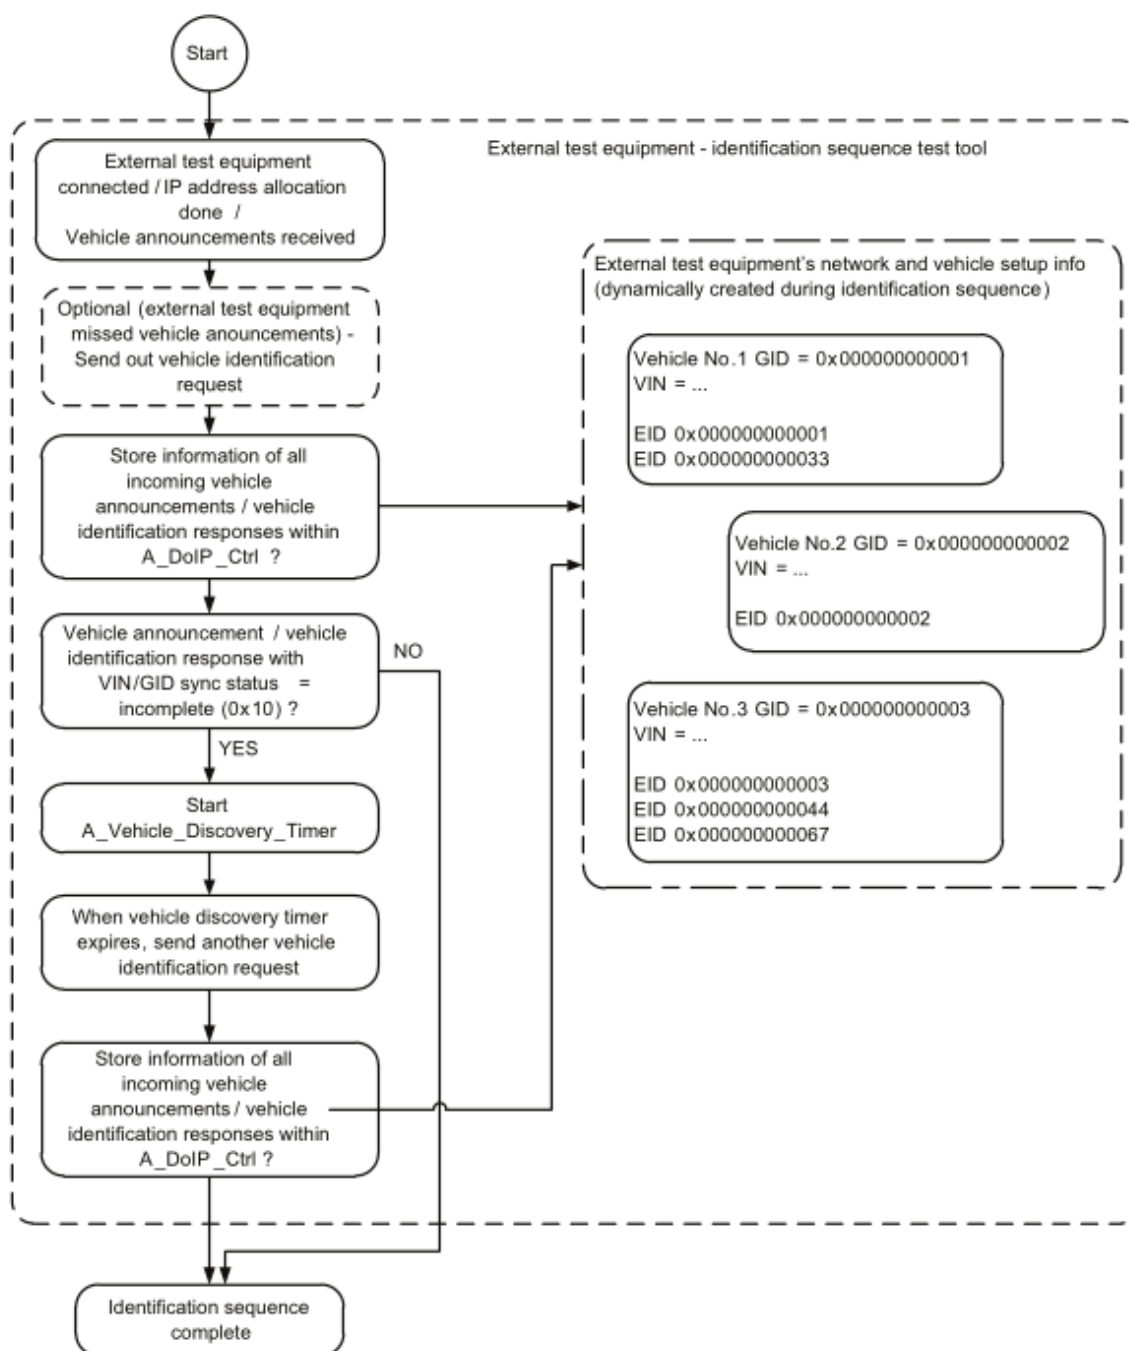 Start
External test equipment - identification sequence test tool
External test equipment
connected / IP address allocation
done /
Vehicle announcements received
Optional (external test equipment
missed vehicle anouncements) -
Send out vehicle identification
request
Store information of all
incoming vehicle
announcements / vehicle
identification responses within
A_DoIP_Ctrl ?
Vehicle announcement / vehicle
identification response with
VIN/GID sync status =
incomplete (0x10) ?
NO
YES
Start
A_Vehicle_Discovery_Timer
When vehicle discovery timer
expires, send another vehicle
identification request
Store information of all
incoming vehicle
announcements / vehicle
identification responses within
A_DoIP_Ctrl ?
Identification sequence
complete
External test equipment's network and vehicle setup info
(dynamically created during identification sequence)
Vehicle No.1 GID = 0x000000000001
VIN = ...
EID 0x000000000001
EID 0x000000000033
Vehicle No.2 GID = 0x000000000002
VIN = ...
EID 0x000000000002
Vehicle No.3 GID = 0x000000000003
VIN = ...
EID 0x000000000003
EID 0x000000000044
EID 0x000000000067